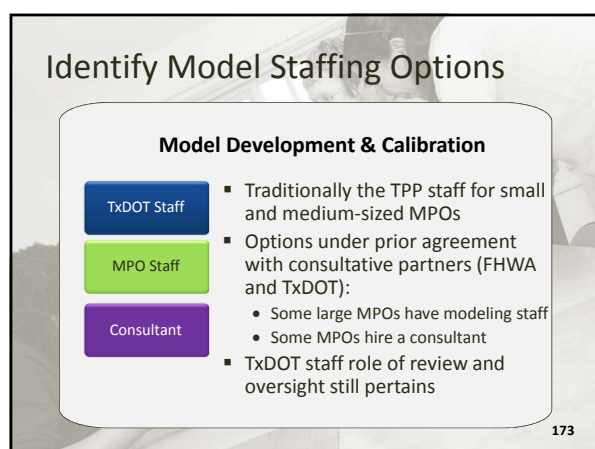 Identify Model Staffing Options
Model Development & Calibration
TxDOT Staff
MPO Staff
Consultant
▪ Traditionally the TPP staff for small
and medium-sized MPOs
▪ Options under prior agreement
with consultative partners (FHWA
and TxDOT):
• Some large MPOs have modeling staff
• Some MPOs hire a consultant
▪ TxDOT staff role of review and
oversight still pertains
173